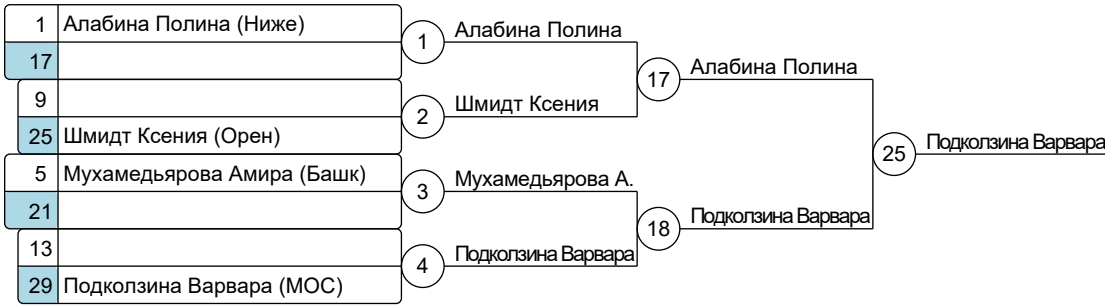 1 Алабина Полина (Ниже)
17
9
25 Шмидт Ксения (Орен)
5 Мухамедьярова Амира (Башк)
21
13
29 Подколзина Варвара (МОС)
1 Алабина Полина
2 Шмидт Ксения
3 Мухамедьярова А.
4 Подколзина Варвара
17 Алабина Полина
18 Подколзина Варвара
25 Подколзина Варвара